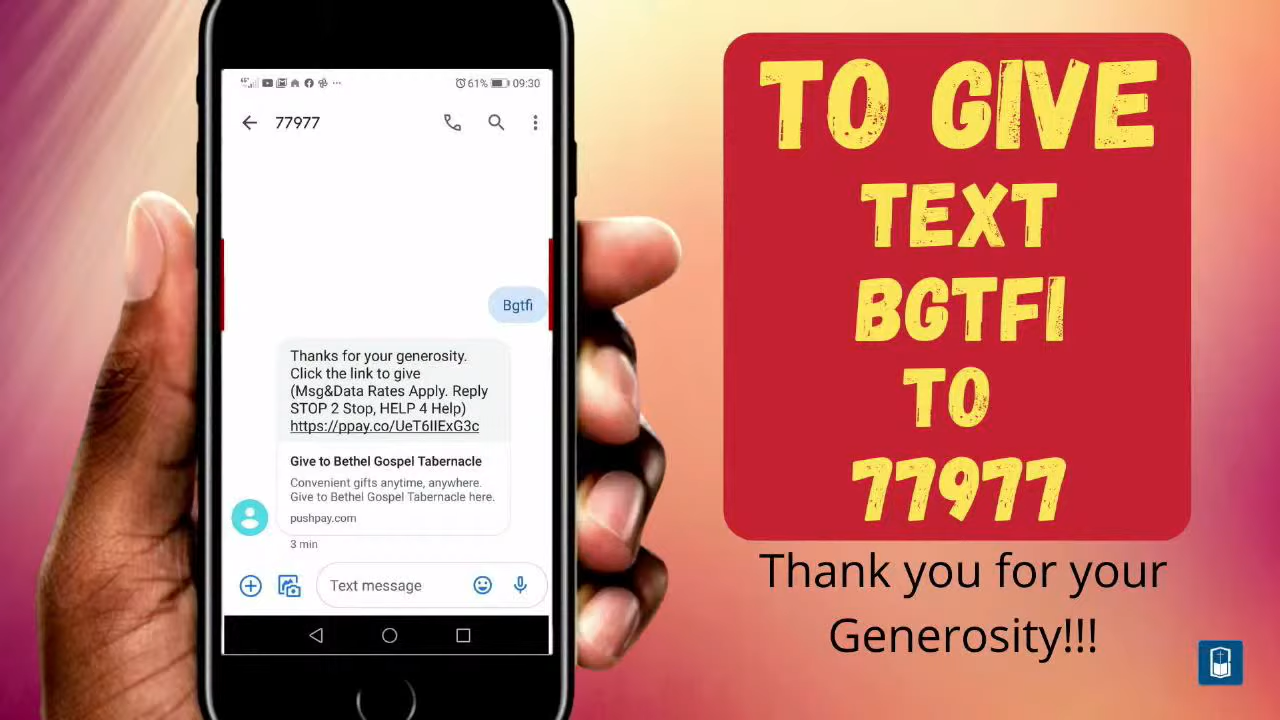 61% 09:30
77977
Bgtfi
Thanks for your generosity.
Click the link to give
(Msg&Data Rates Apply. Reply
STOP 2 Stop, HELP 4 Help)
https://ppay.co/UeT6IIExG3c
Give to Bethel Gospel Tabernacle
Convenient gifts anytime, anywhere.
Give to Bethel Gospel Tabernacle here.
pushpay.com
3 min
Text message
TO GIVE
TEXT
BGTFI
TO
77977
Thank you for your
Generosity!!!